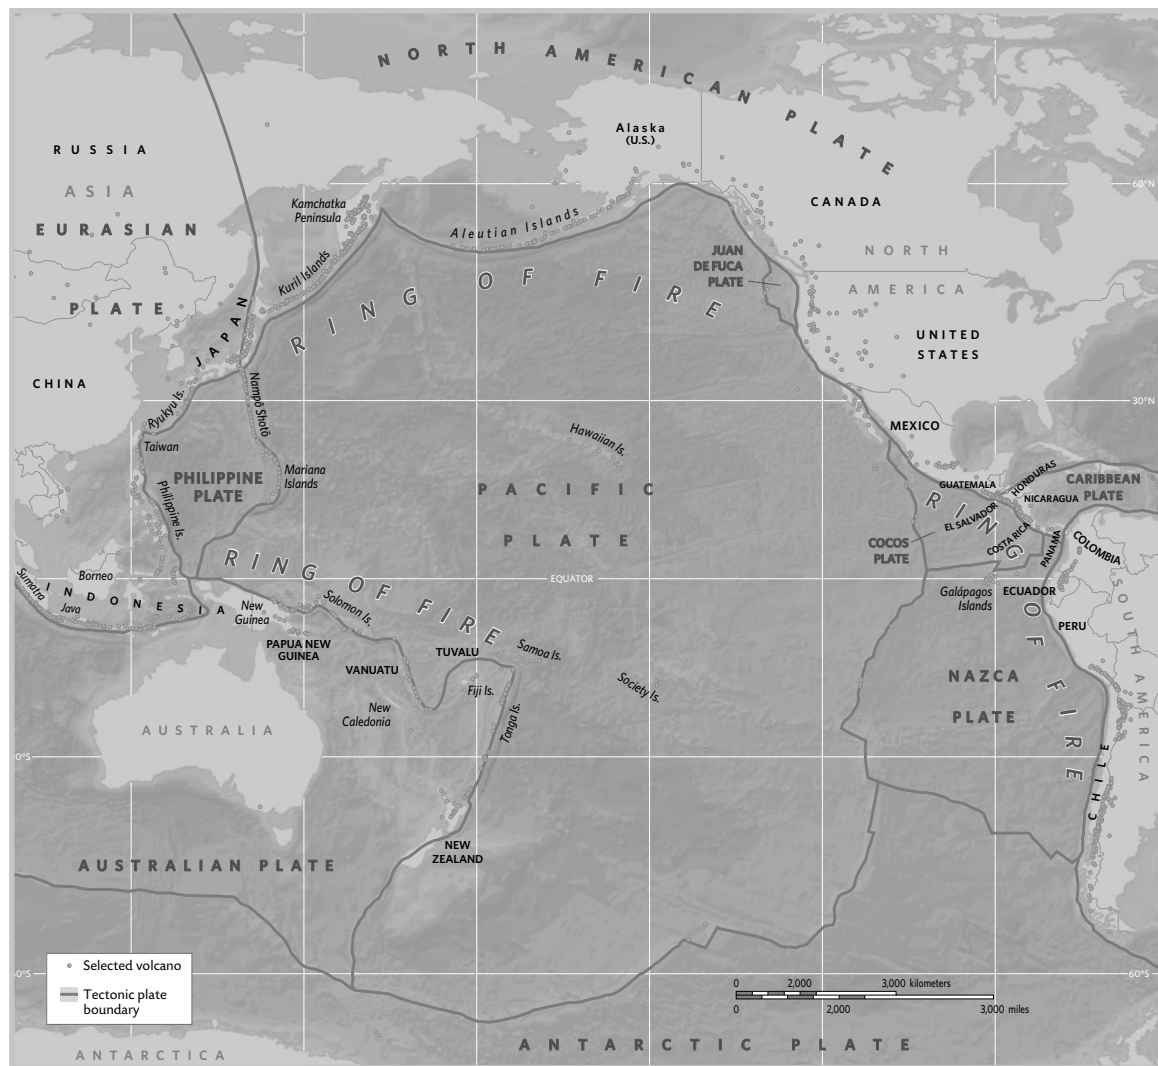 NORTH AMERICAN PLATE
Alaska
(U.S.)
RUSSIA
ASIA
60°N
Kamchatka
Peninsula
CANADA
EURASIAN
PLATE
Aleutian Islands
NORTH
AMERICA
JUAN
DE FUCA
PLATE
Kuril Islands
RING OF FIRE
JAPAN
UNITED
STATES
CHINA
30°N
Ryukyu Is.
Nampō Shotō
MEXICO
Hawaiian Is.
Taiwan
PHILIPPINE
PLATE
Mariana
Islands
Philippine Is.
PACIFIC
PLATE
GUATEMALA
HONDURAS
CARIBBEAN
PLATE
NICARAGUA
EL SALVADOR
COSTA RICA
PANAMA
COLOMBIA
COCOS
PLATE
RING OF FIRE
RING OF FIRE
EQUATOR
Borneo
Sumatra
INDONESIA
Java
New
Guinea
Solomon Is.
Galápagos
Islands
ECUADOR
PERU
SOUTH AMERICA
PAPUA NEW
GUINEA
VANUATU
TUVALU
Samoa Is.
Fiji Is.
Society Is.
New
Caledonia
Tonga Is.
NAZCA
PLATE
AUSTRALIA
0°S
CHILE
NEW
ZEALAND
AUSTRALIAN PLATE
0°S
60°S
Selected volcano
Tectonic plate
boundary
0 2,000 3,000 kilometers
0 2,000 3,000 miles
ANTARCTICA
ANTARCTIC PLATE